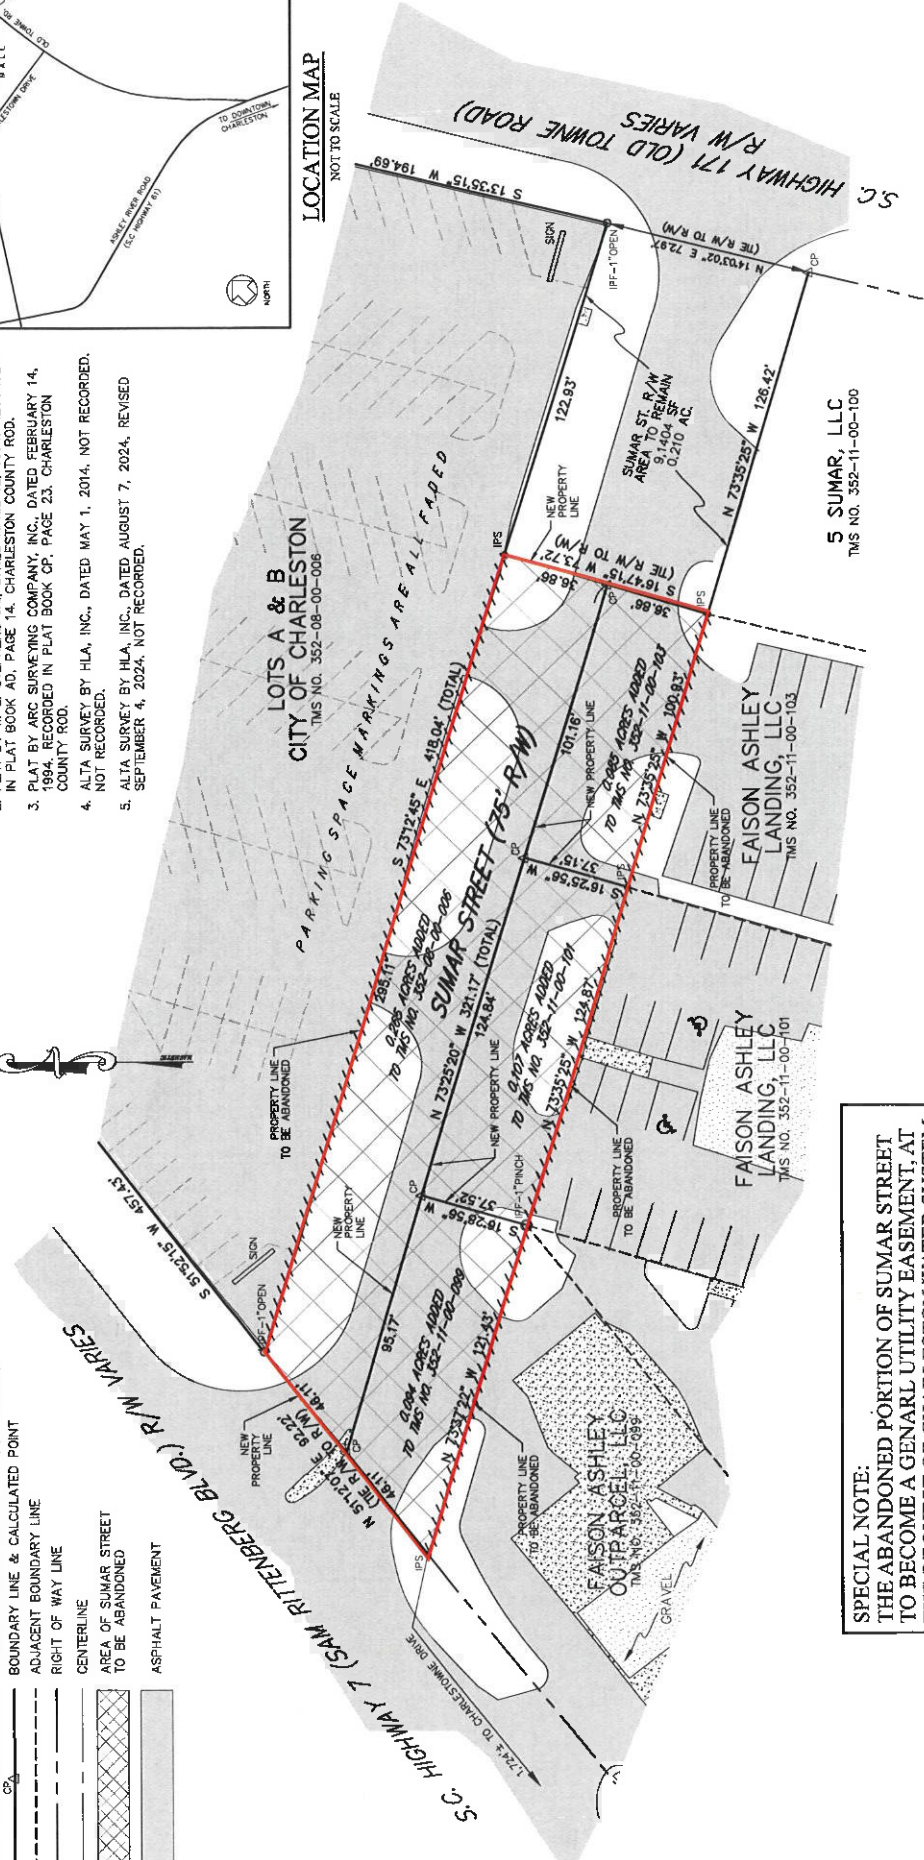 BOUNDARY LINE & CALCULATED POINT
CP
ADJACENT BOUNDARY LINE
RIGHT OF WAY LINE
CENTERLINE
AREA OF SUMAR STREET
TO BE ABANDONED
ASPHALT PAVEMENT
IN PLAT BOOK AD, PAGE 14. CHARLESTON COUNTY ROD.
3. PLAT BY ARC SURVEYING COMPANY, INC., DATED FEBRUARY 14,
1994. RECORDED IN PLAT BOOK CP, PAGE 23. CHARLESTON
COUNTY ROD.
4. ALTA SURVEY BY HLA, INC., DATED MAY 1, 2014. NOT RECORDED.
NOT RECORDED.
5. ALTA SURVEY BY HLA, INC., DATED AUGUST 7, 2024, REVISED
SEPTEMBER 4, 2024. NOT RECORDED.
OLD TOWNE RD.
ASHLEY RIVER ROAD
(S.C. HIGHWAY 61)
TO DOWNTOWN
CHARLESTON
NORTH
LOCATION MAP
NOT TO SCALE
S.C. HIGHWAY 7 (SAM RITTENBERG BLVD.) R/W VARIES
S 51°52'15" W 457.43'
SIGN
IPF-1"OPEN
NEW
PROPERTY
LINE
46.11'
N 51°12'07" E 92.22'
(TIE R/W TO R/W)
46.11'
CP
IPS
1,724'± TO CHARLESTOWNE DRIVE
PROPERTY LINE
TO BE ABANDONED
NEW
PROPERTY
LINE
LOTS A & B
CITY OF CHARLESTON
TMS NO. 352-08-00-006
PARKING SPACE MARKINGS ARE ALL FADED
295.11'
S 73°12'45" E 418.04' (TOTAL)
0.286 ACRES ADDED
TO TMS NO. 352-08-00-006
SUMAR STREET (75' R/W)
N 73°25'20" W 321.17' (TOTAL)
95.17'
124.84'
101.16'
CP
CP
CP
NEW PROPERTY LINE
NEW PROPERTY LINE
0.094 ACRES ADDED
TO TMS NO. 352-11-00-099
0.107 ACRES ADDED
TO TMS NO. 352-11-00-101
0.085 ACRES ADDED
TO TMS NO. 352-11-00-103
S 16°28'56" W
37.52'
IPF-1"PINCH
S 16°25'56" W
37.15'
IPS
N 73°37'22" W 121.43'
N 73°35'25" W 124.87'
N 73°35'25" W 100.93'
PROPERTY LINE
TO BE ABANDONED
PROPERTY LINE
TO BE ABANDONED
PROPERTY LINE
TO BE ABANDONED
FAISON ASHLEY
OUTPARCEL, LLC
TMS NO. 352-11-00-099
GRAVEL
FAISON ASHLEY
LANDING, LLC
TMS NO. 352-11-00-101
FAISON ASHLEY
LANDING, LLC
TMS NO. 352-11-00-103
IPS
36.86'
S 16°47'15" W 73.72'
(TIE R/W TO R/W)
36.86'
IPS
NEW
PROPERTY
LINE
122.93'
SIGN
S 13°35'15" W 194.69'
IPF-1"OPEN
SUMAR ST. R/W
AREA TO REMAIN
9,1404 SF
0.210 AC.
N 14°03'02" E 72.97'
(TIE R/W TO R/W)
CP
N 73°35'25" W 126.42'
S.C. HIGHWAY 171 (OLD TOWNE ROAD)
R/W VARIES
5 SUMAR, LLC
TMS NO. 352-11-00-100
SPECIAL NOTE:
THE ABANDONED PORTION OF SUMAR STREET
TO BECOME A GENARL UTILITY EASEMENT, AT